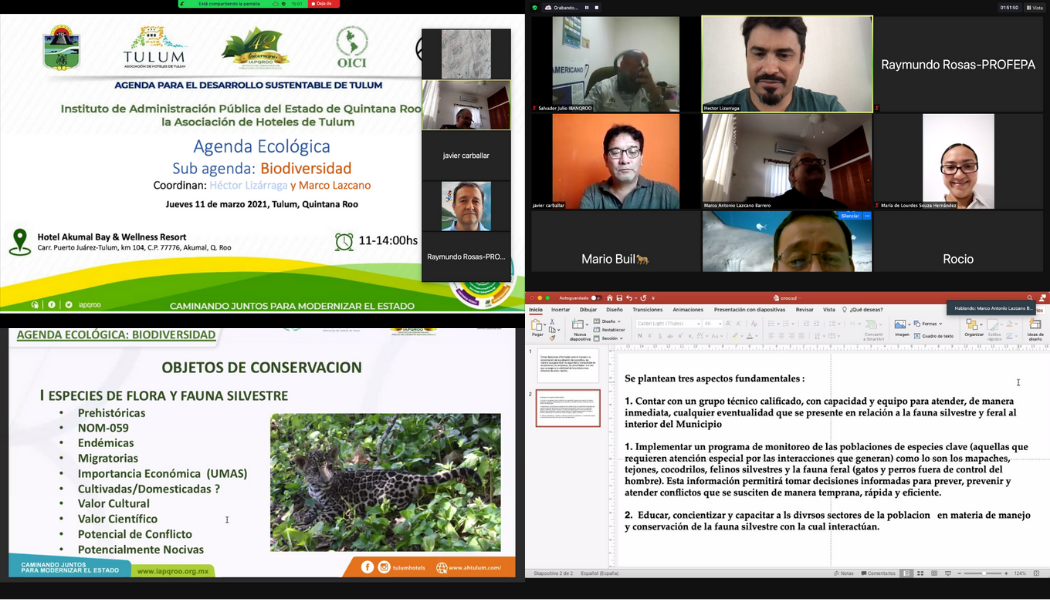 Está compartiendo la pantalla
TULUM
ASOCIACIÓN DE HOTELES DE TULUM
OICI
AGENDA PARA EL DESARROLLO SUSTENTABLE DE TULUM
Instituto de Administración Pública del Estado de Quintana Roo
la Asociación de Hoteles de Tulum
Agenda Ecológica
Sub agenda: Biodiversidad
Coordinan: Héctor Lizárraga y Marco Lazcano
Jueves 11 de marzo 2021, Tulum, Quintana Roo
Hotel Akumal Bay & Wellness Resort
Carr. Puerto Juárez-Tulum, km 104, C.P. 77776, Akumal, Q. Roo
11-14:00hs
iapqroo
CAMINANDO JUNTOS PARA MODERNIZAR EL ESTADO
javier carballar
Raymundo Rosas-PRO...
Grabando...
01:51:50
Vista
AMERICANO
Salvador Julio IBANQROO
Hector Lizarraga
Raymundo Rosas-PROFEPA
javier carballar
Marco Antonio Lazcano Barrero
María de Lourdes Souza Hernández
Mario Buil
Silenciar
Rocio
AGENDA ECOLÓGICA: BIODIVERSIDAD
OBJETOS DE CONSERVACION
I ESPECIES DE FLORA Y FAUNA SILVESTRE
• Prehistóricas
• NOM-059
• Endémicas
• Migratorias
• Importancia Económica (UMAS)
• Cultivadas/Domesticadas ?
• Valor Cultural
• Valor Científico
• Potencial de Conflicto
• Potencialmente Nocivas
CAMINANDO JUNTOS
PARA MODERNIZAR EL ESTADO
www.iapqroo.org.mx
tulumhotels
www.ahtulum.com/
Autoguardado
Inicio Insertar Dibujar Diseño Transiciones Animaciones Presentación con diapositivas Revisar Vista ¿Qué desea?
Hablando: Marco Antonio Lazcano B...
Pegar
Nueva
diapositiva
Diseño
Restablecer
Sección
Imagen
Formas
Cuadro de texto
Organizar
Se plantean tres aspectos fundamentales :
1. Contar con un grupo técnico calificado, con capacidad y equipo para atender, de manera
inmediata, cualquier eventualidad que se presente en relación a la fauna silvestre y feral al
interior del Municipio
1. Implementar un programa de monitoreo de las poblaciones de especies clave (aquellas que
requieren atención especial por las interacciones que generan) como lo son los mapaches,
tejones, cocodrilos, felinos silvestres y la fauna feral (gatos y perros fuera de control del
hombre). Esta información permitirá tomar decisiones informadas para prever, prevenir y
atender conflictos que se susciten de manera temprana, rápida y eficiente.
2. Educar, concientizar y capacitar a ls divrsos sectores de la poblacion en materia de manejo
y conservación de la fauna silvestre con la cual interactúan.
Diapositiva 2 de 2 Español (España)
Notas Comentarios
124%